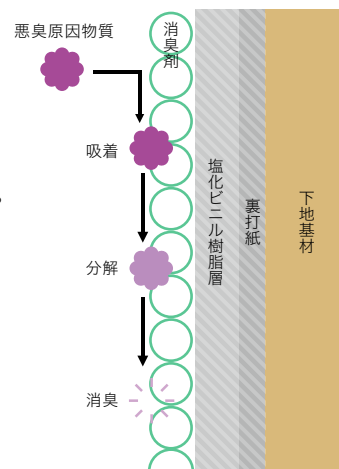 悪臭原因物質
消臭剤
吸着
分解
消臭
塩化ビニル樹脂層
裏打紙
下地基材